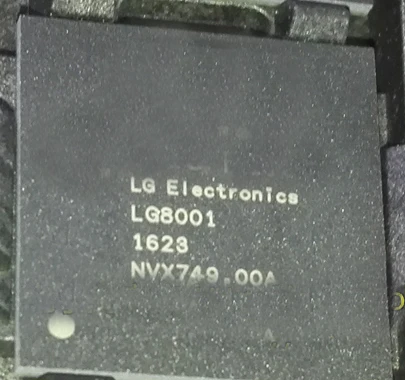 LG Electronics
LG8001
1623
NVX749.00A